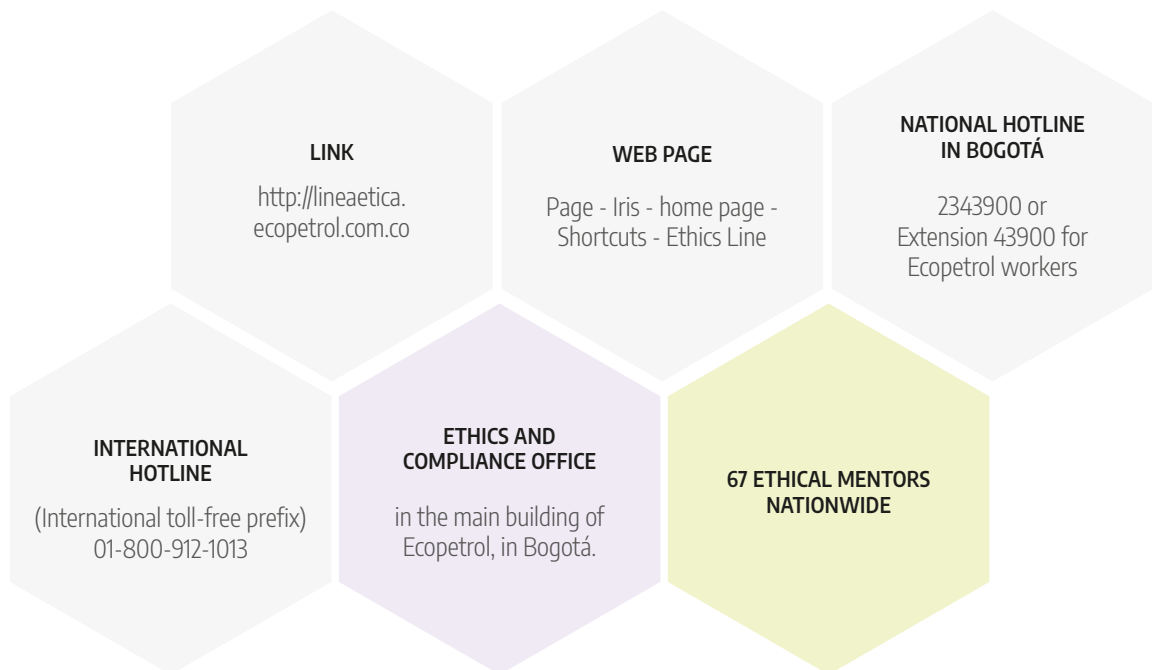 LINK
http://lineaetica.
ecopetrol.com.co
WEB PAGE
Page - Iris - home page -
Shortcuts - Ethics Line
NATIONAL HOTLINE
IN BOGOTÁ
2343900 or
Extension 43900 for
Ecopetrol workers
INTERNATIONAL
HOTLINE
(International toll-free prefix)
01-800-912-1013
ETHICS AND
COMPLIANCE OFFICE
in the main building of
Ecopetrol, in Bogotá.
67 ETHICAL MENTORS
NATIONWIDE